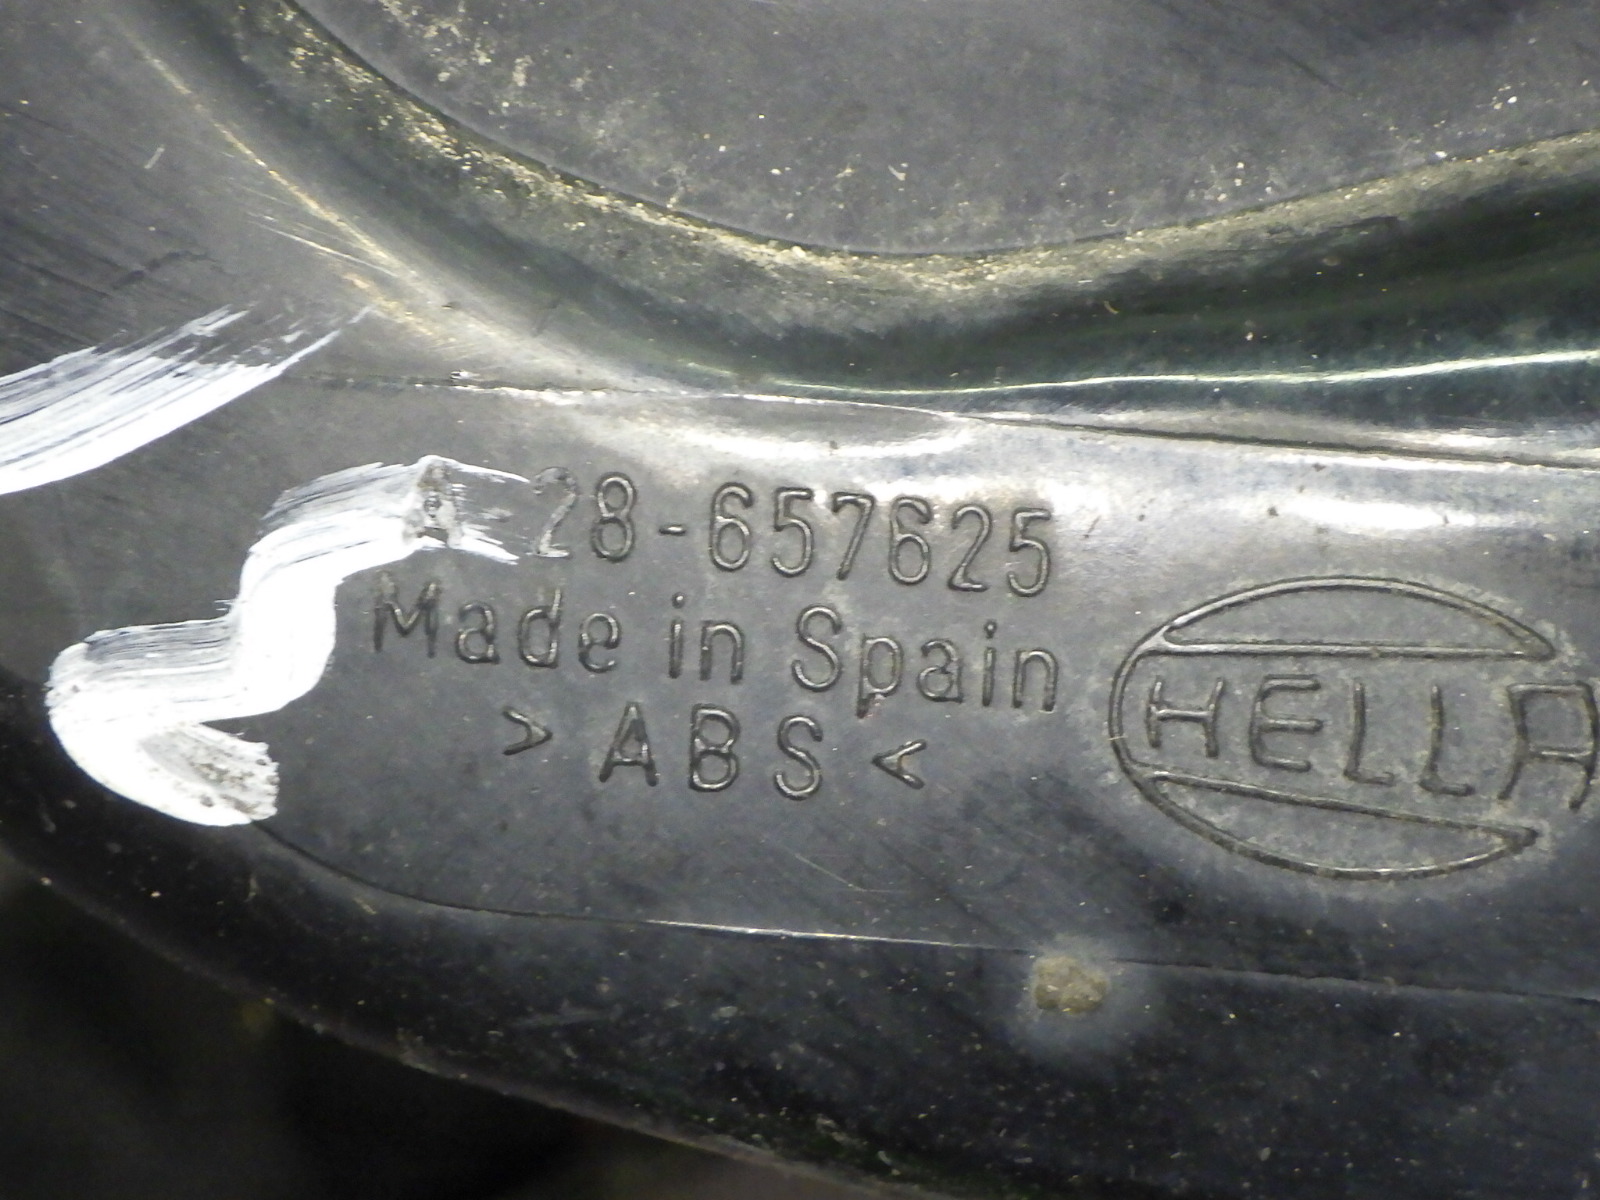 A 28-657625
Made in Spain
> ABS <
HELLA